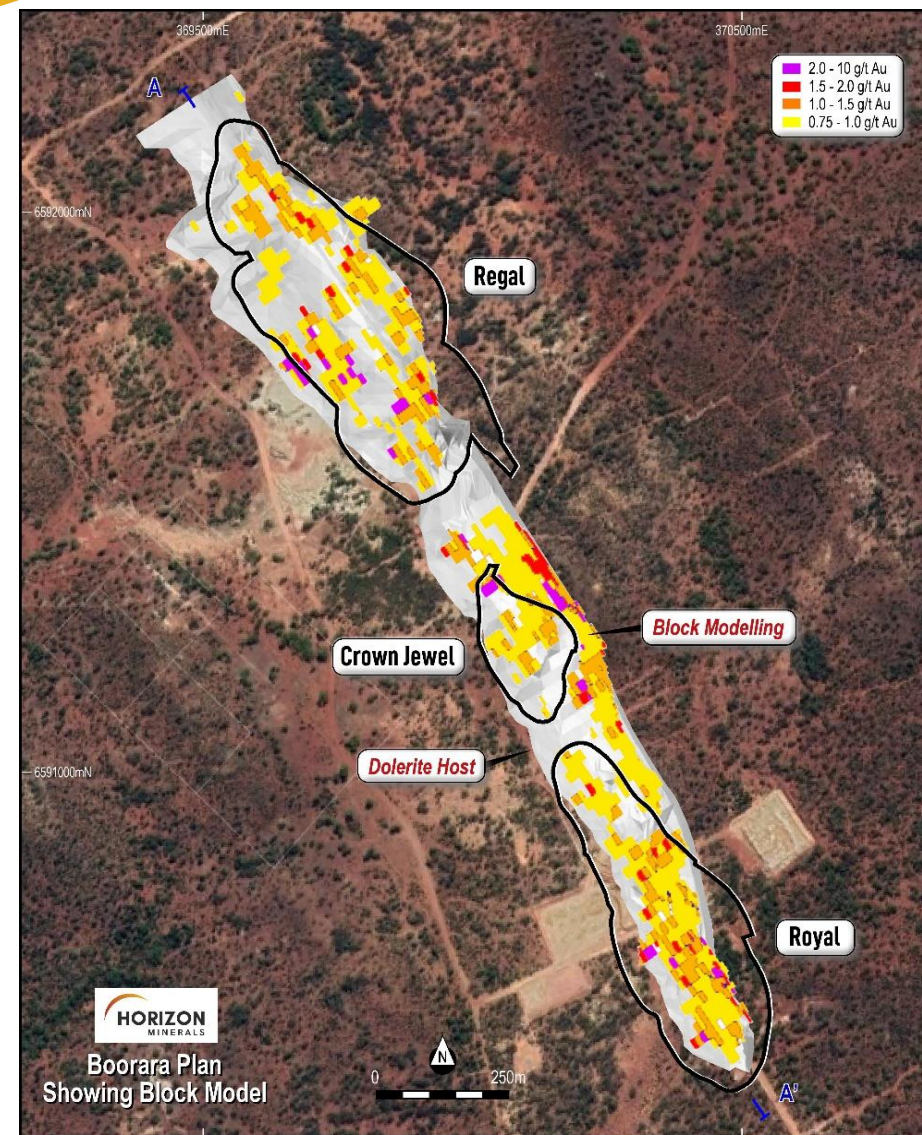 369500mE
370500mE
A
2.0 - 10 g/t Au
1.5 - 2.0 g/t Au
1.0 - 1.5 g/t Au
0.75 - 1.0 g/t Au
6592000mN
Regal
Block Modelling
Crown Jewel
Dolerite Host
6591000mN
Royal
HORIZON
MINERALS
Boorara Plan
Showing Block Model
N
0 250m
A'